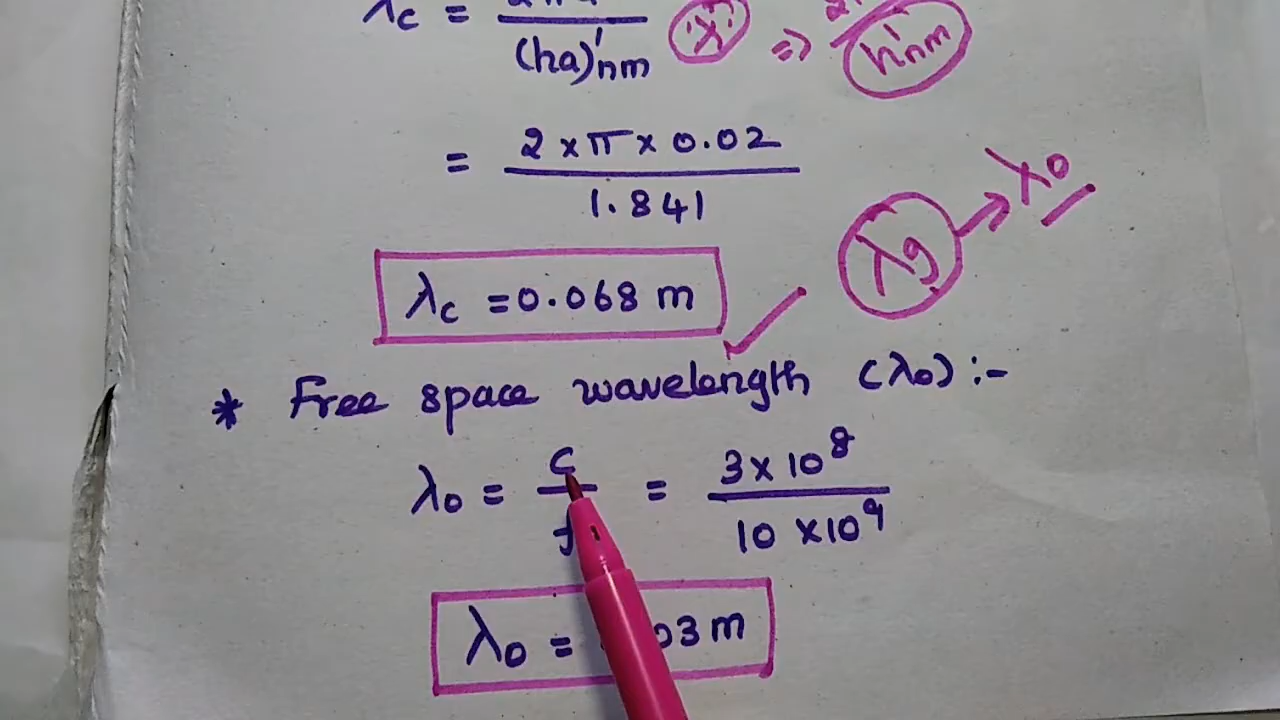 λc = (ha)'nm 'x' => h'nm
= 2 x π x 0.02 / 1.841
λg → λ0
λc = 0.068 m
* Free space wavelength (λ0) :-
λ0 = c / f = 3 x 10⁸ / 10 x 10⁹
λ0 = 03 m